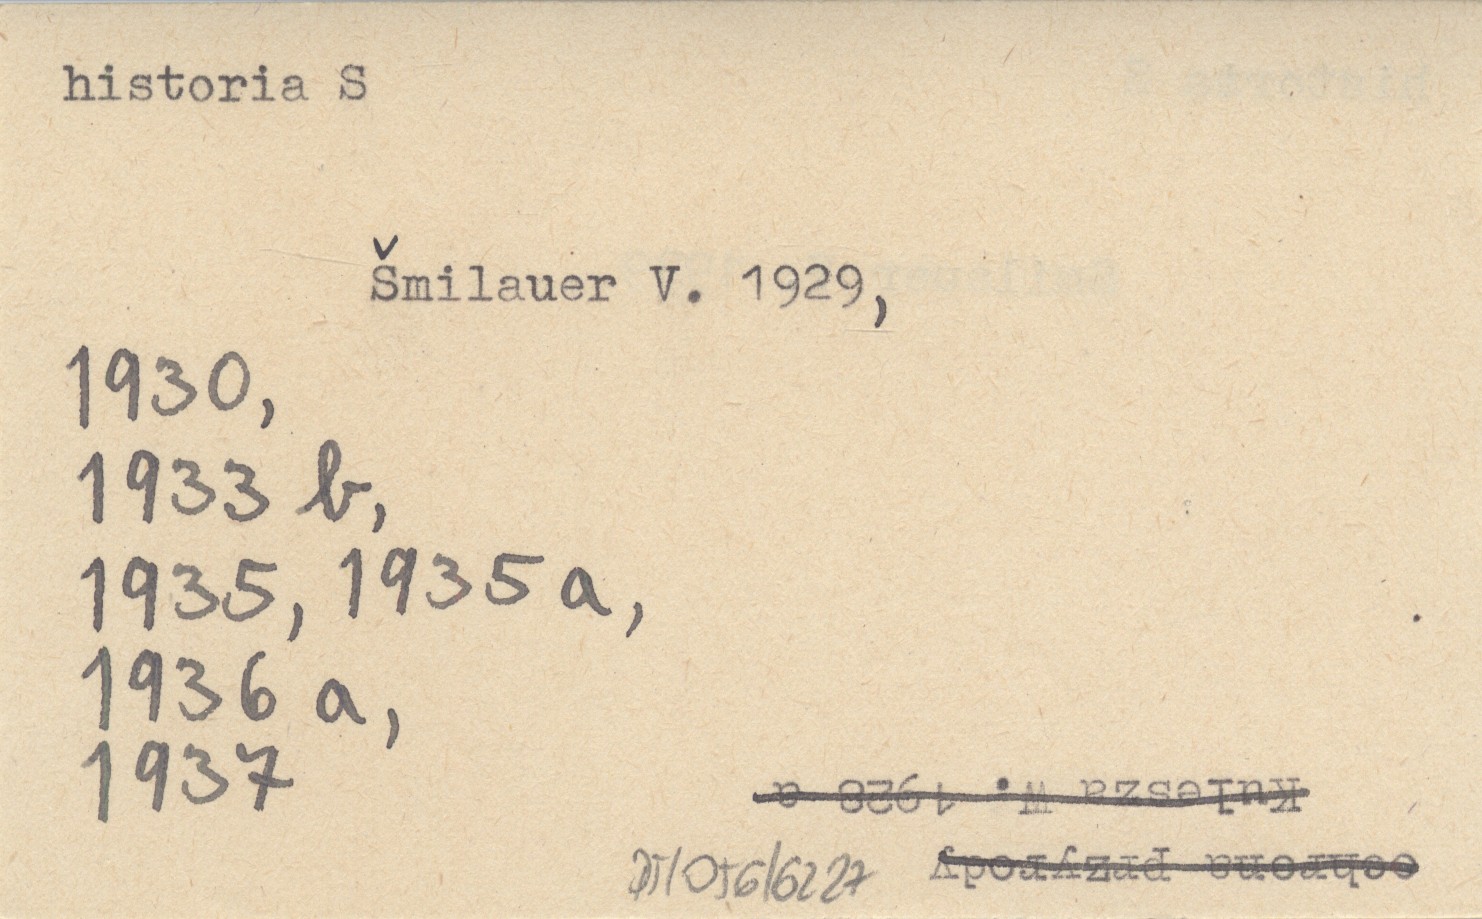 historia S
Šmilauer V. 1929,
1930,
1933 b,
1935, 1935 a,
1936 a,
1937
Kulesza W. 1928 a
ochrona przyrody